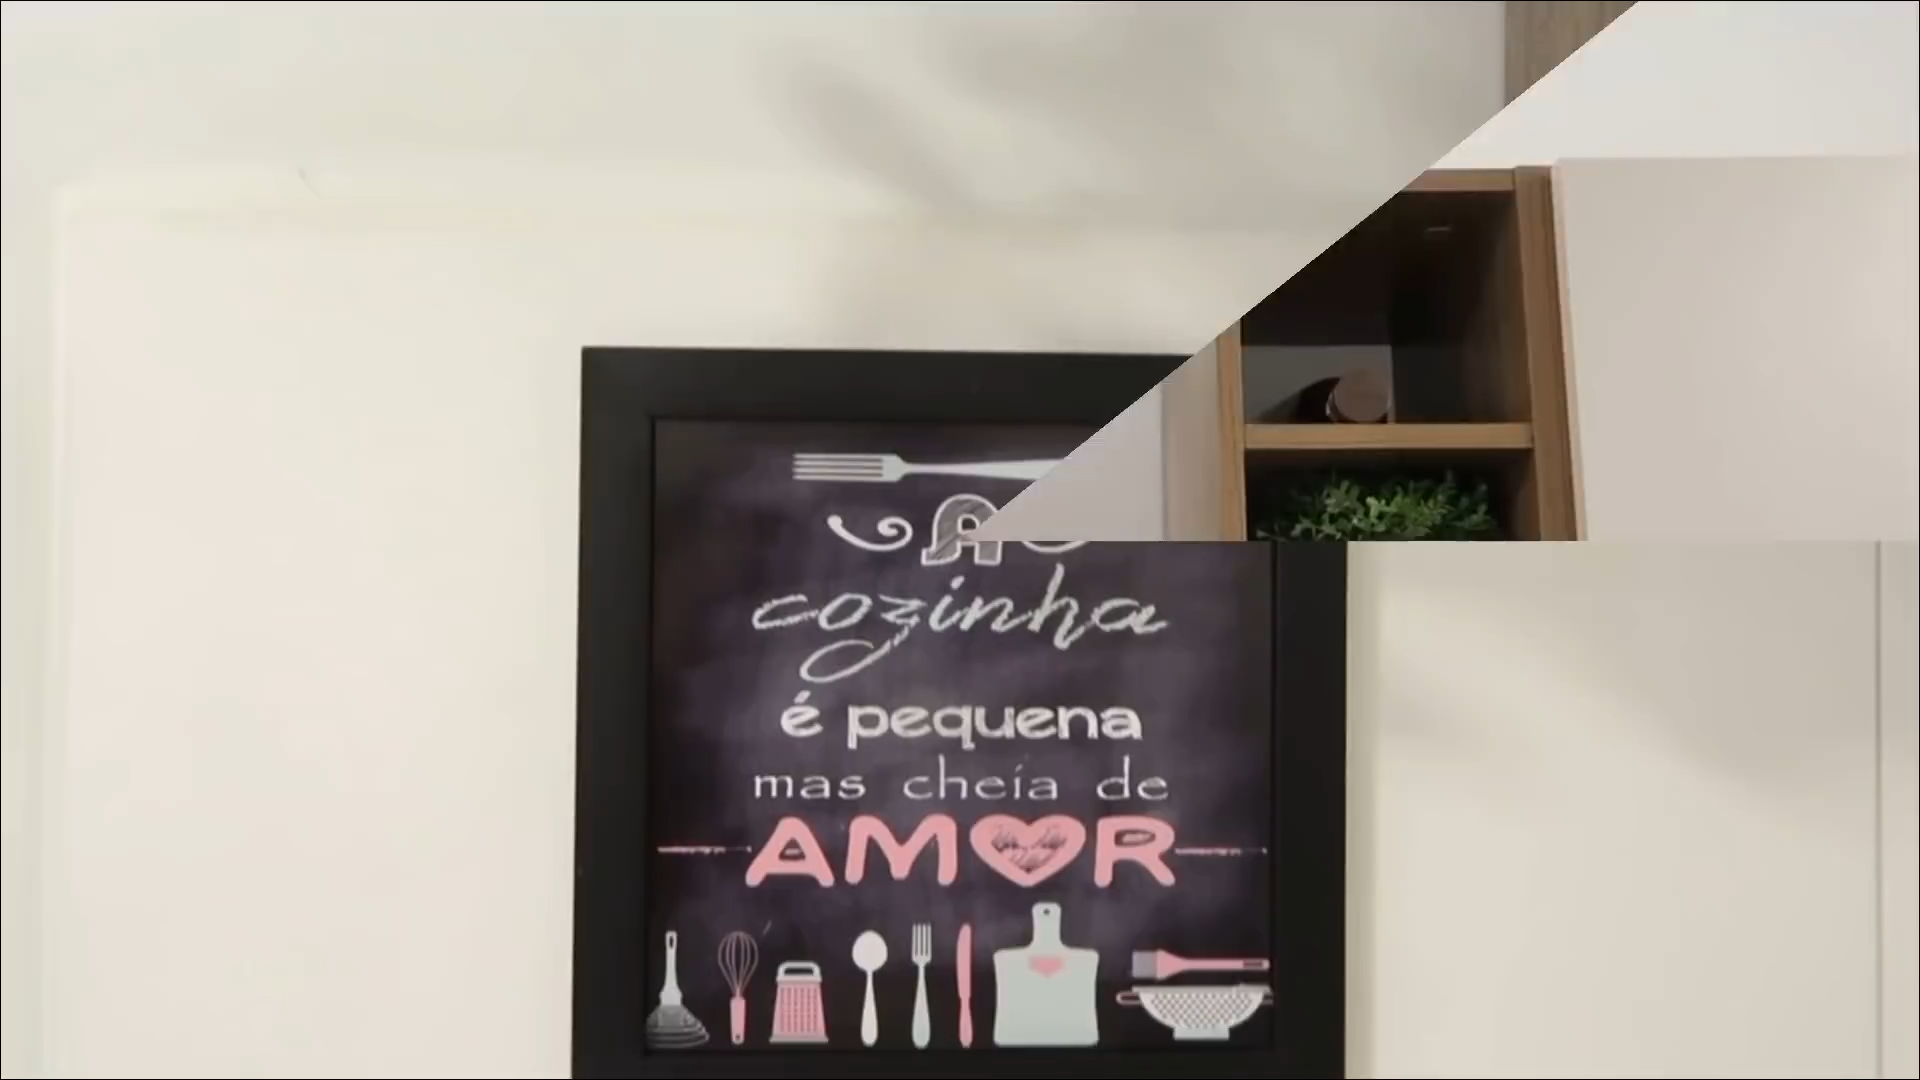 A
cozinha
é pequena
mas cheia de
AMOR